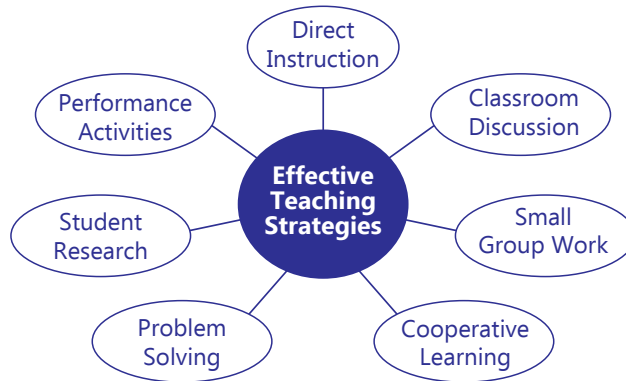 Direct
Instruction
Performance
Activities
Classroom
Discussion
Effective
Teaching
Strategies
Student
Research
Small
Group Work
Problem
Solving
Cooperative
Learning